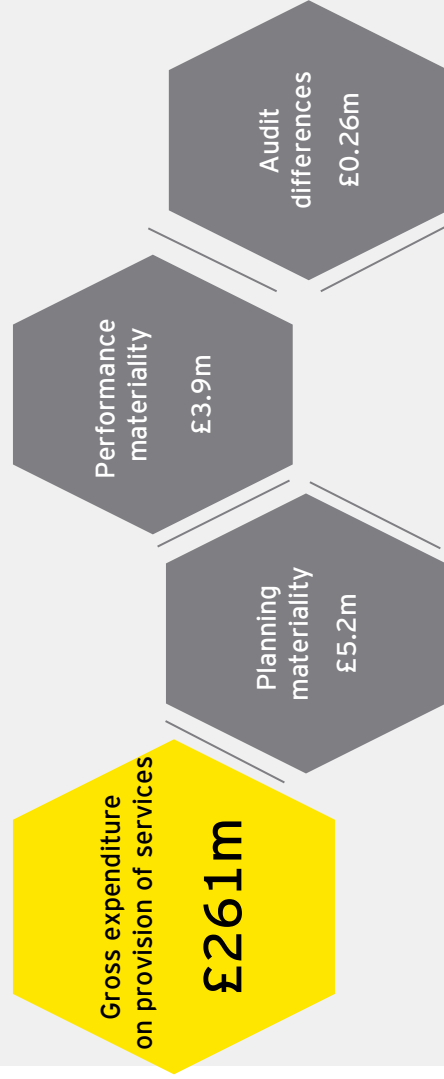 Gross expenditure
on provision of services
£261m
Planning
materiality
£5.2m
Performance
materiality
£3.9m
Audit
differences
£0.26m